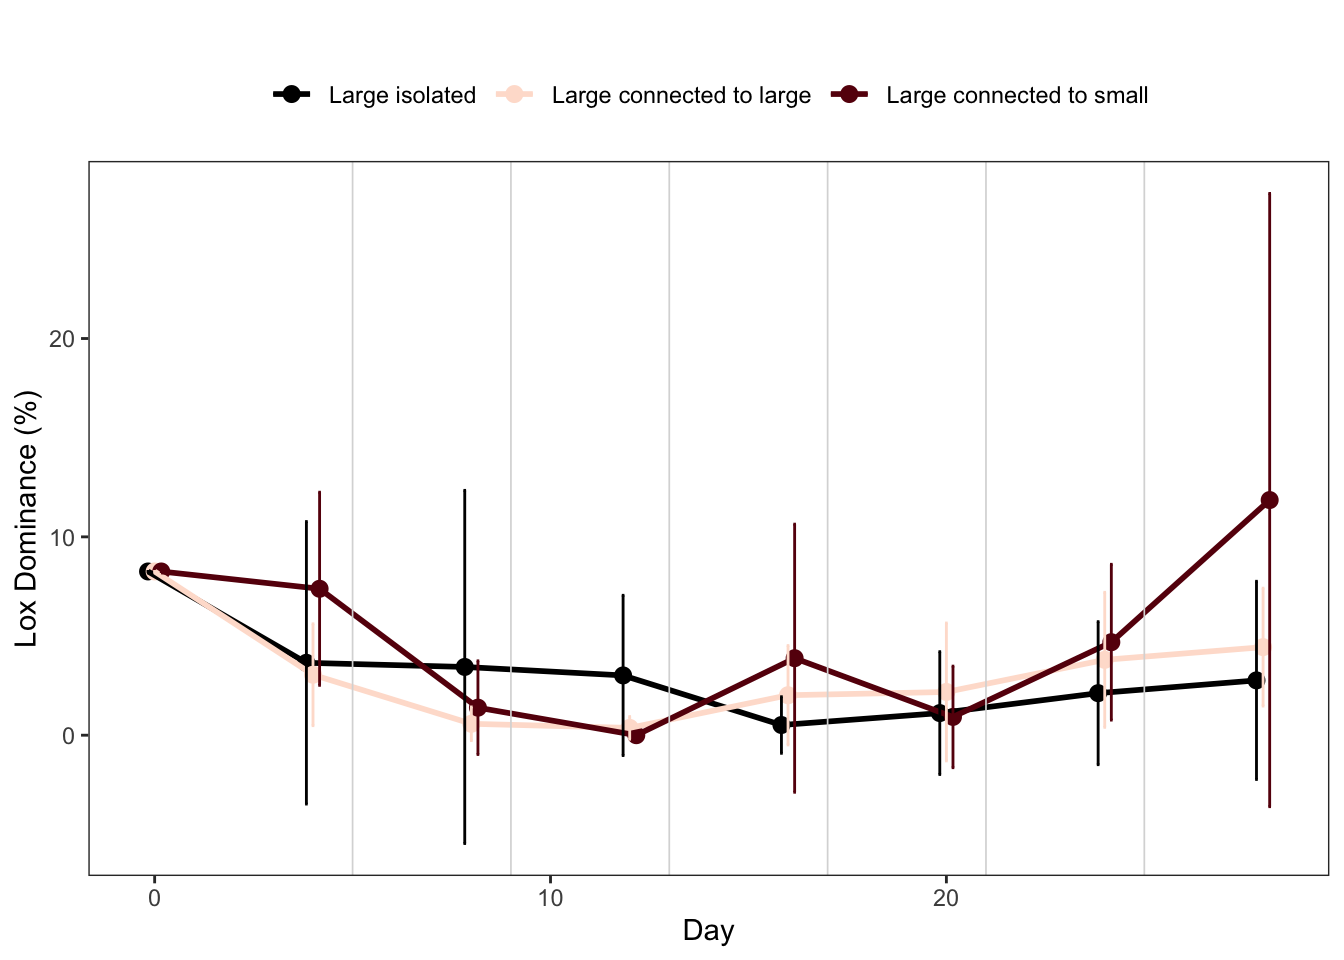 Large isolated Large connected to large Large connected to small
Lox Dominance (%)
20
10
0
0 10 20
Day